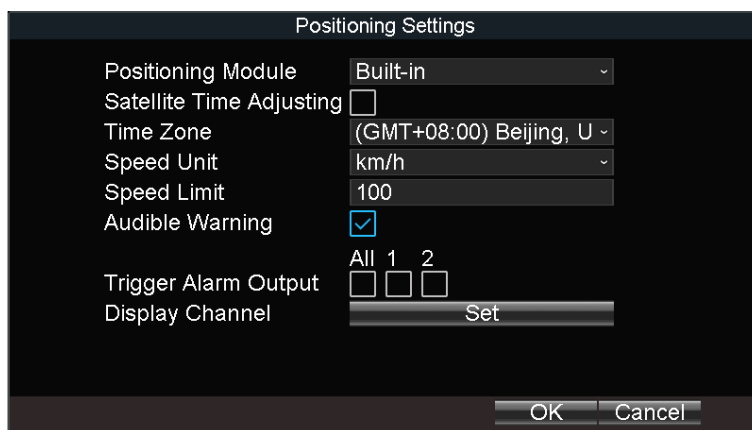 Positioning Settings
Positioning Module Built-in
Satellite Time Adjusting
Time Zone (GMT+08:00) Beijing, U
Speed Unit km/h
Speed Limit 100
Audible Warning
All 1 2
Trigger Alarm Output
Display Channel Set
OK Cancel